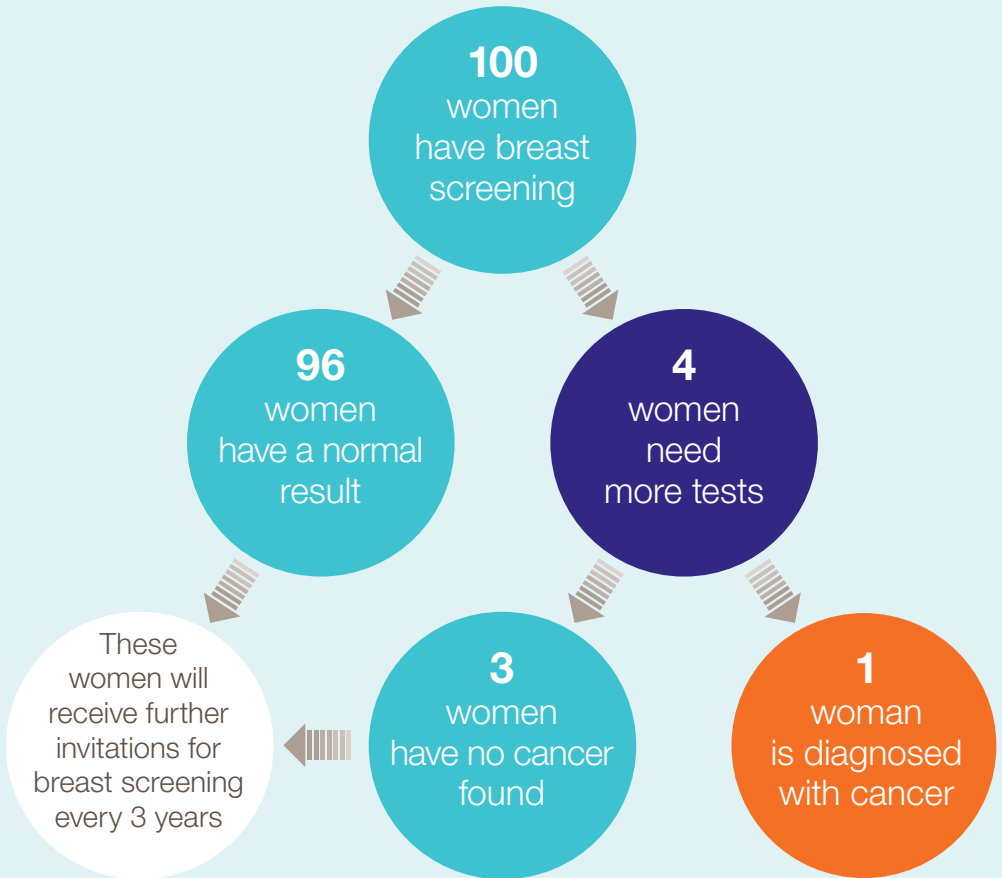 100
women
have breast
screening
96
women
have a normal
result
4
women
need
more tests
These
women will
receive further
invitations for
breast screening
every 3 years
3
women
have no cancer
found
1
woman
is diagnosed
with cancer